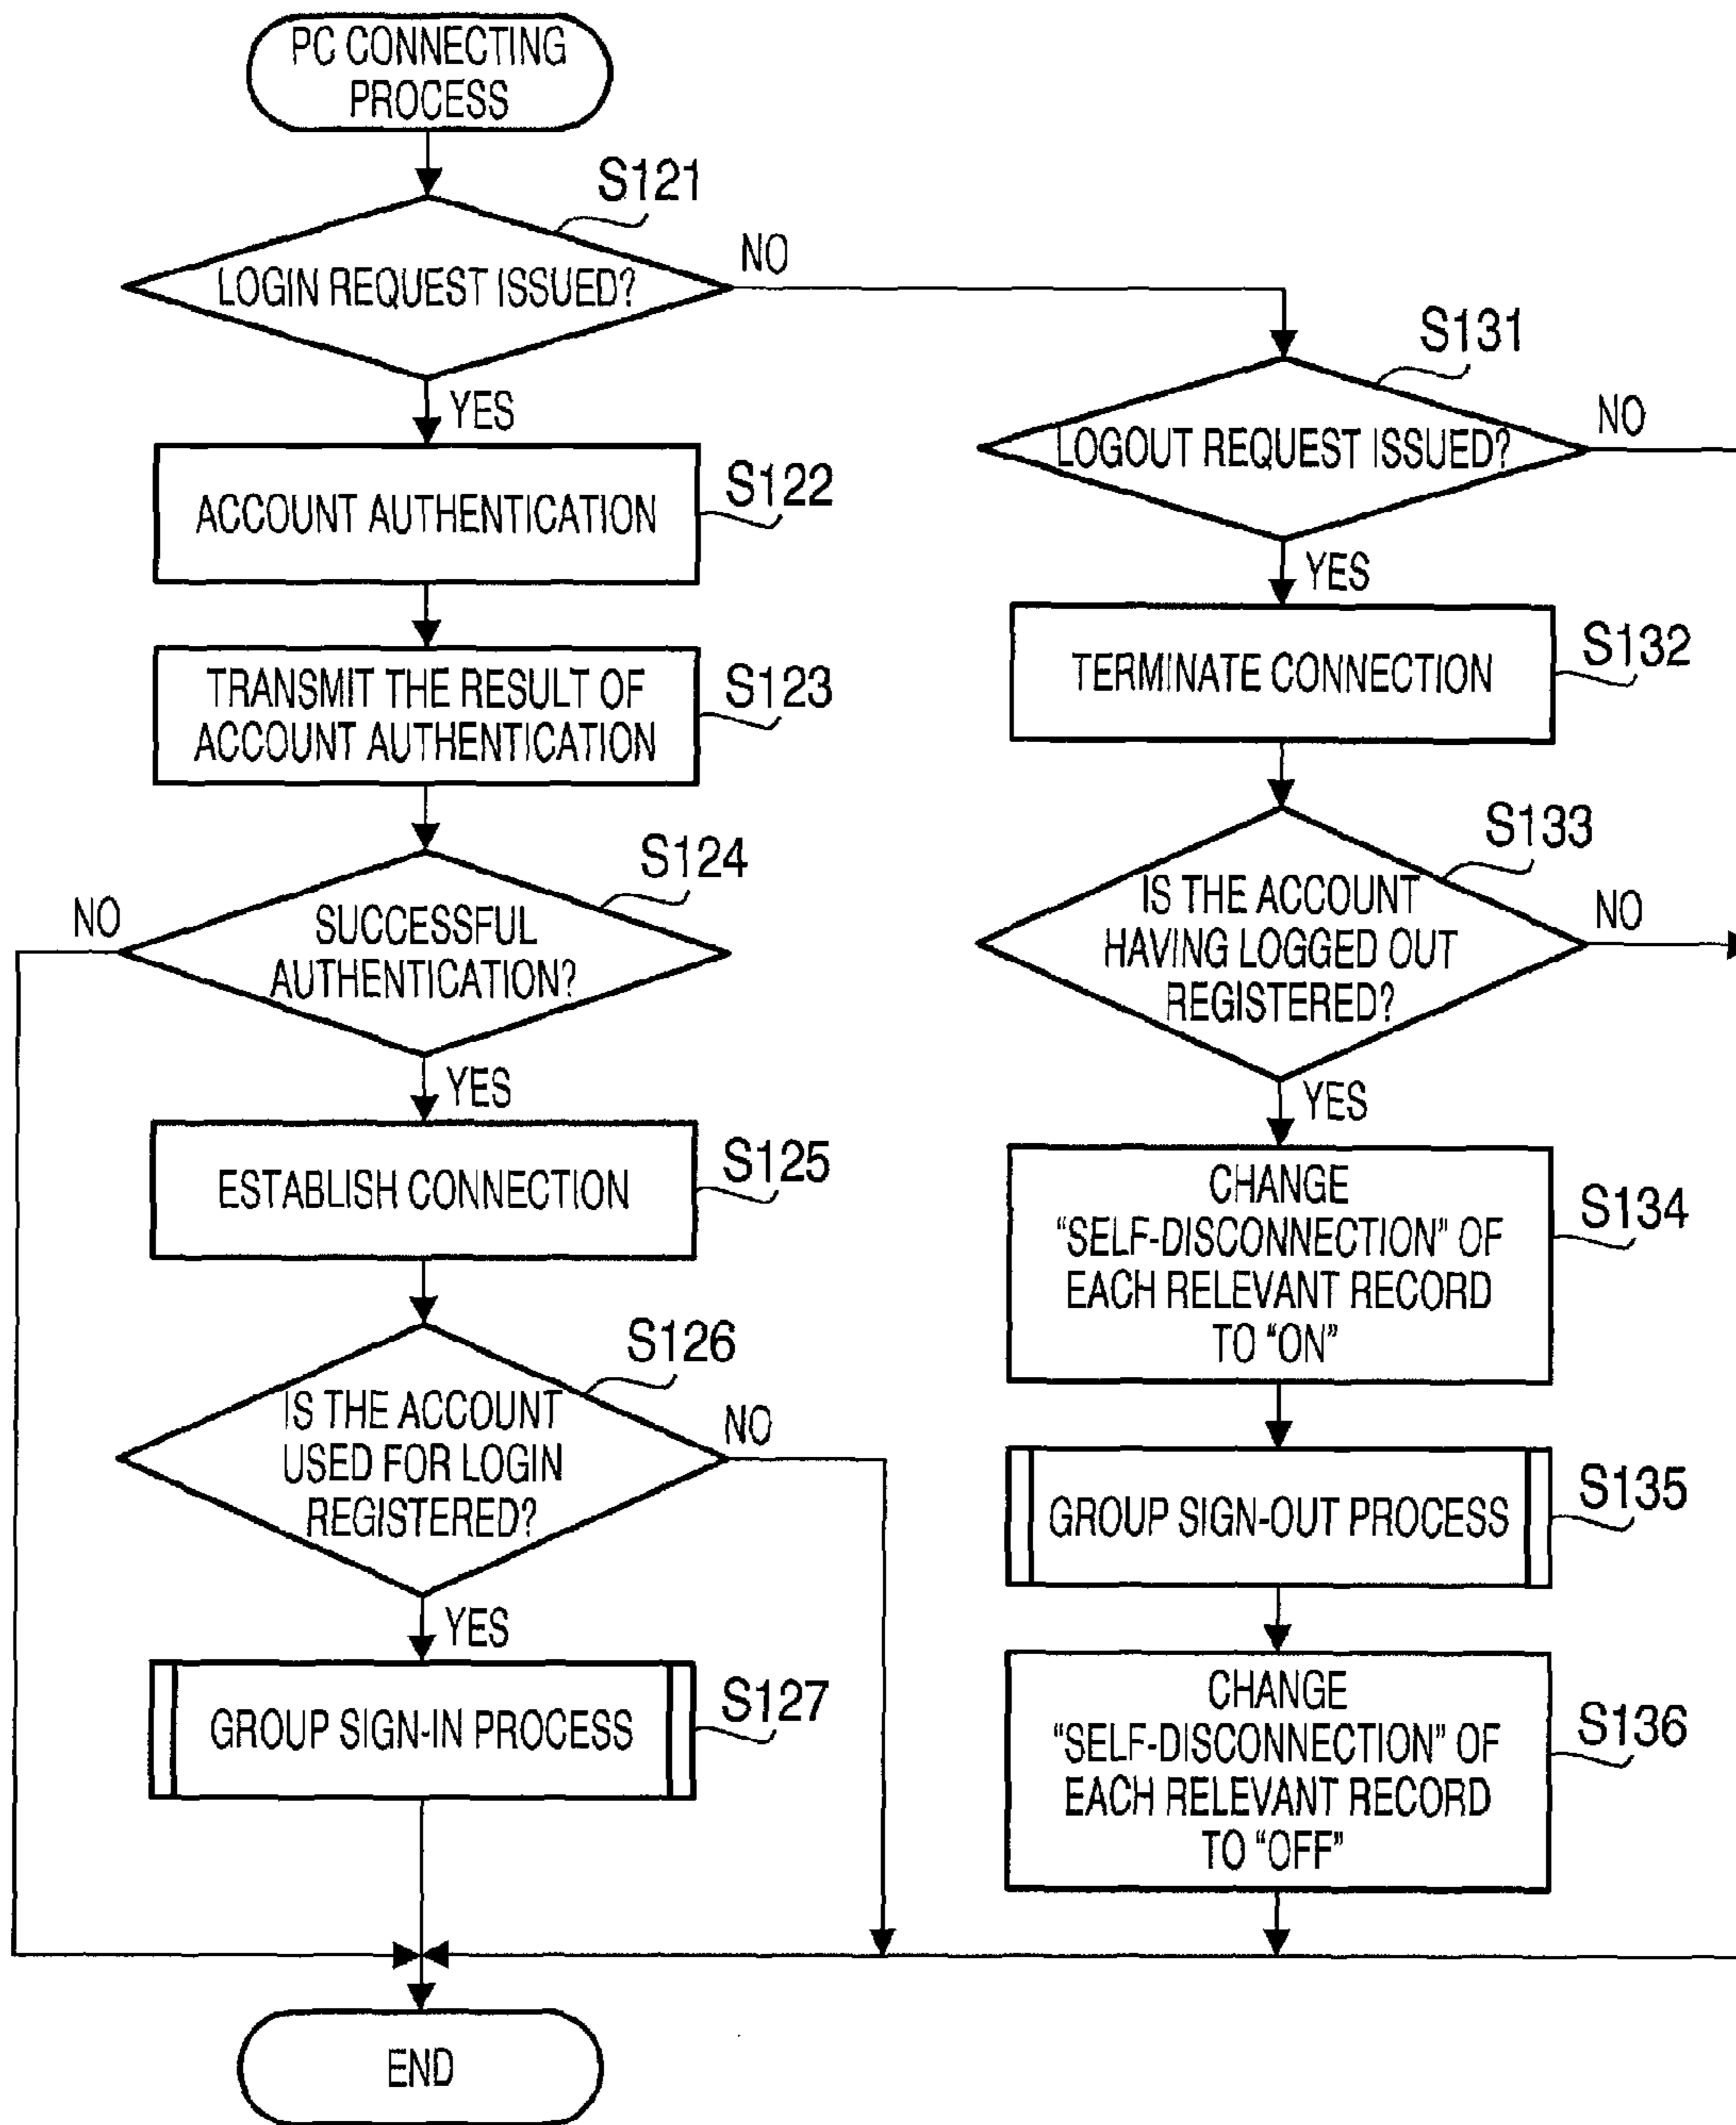 PC CONNECTING
PROCESS
S121
LOGIN REQUEST ISSUED?
NO
YES
S122
ACCOUNT AUTHENTICATION
S123
TRANSMIT THE RESULT OF
ACCOUNT AUTHENTICATION
S124
NO
SUCCESSFUL
AUTHENTICATION?
YES
S125
ESTABLISH CONNECTION
S126
IS THE ACCOUNT
USED FOR LOGIN
REGISTERED?
NO
YES
S127
GROUP SIGN-IN PROCESS
S131
LOGOUT REQUEST ISSUED?
NO
YES
S132
TERMINATE CONNECTION
S133
IS THE ACCOUNT
HAVING LOGGED OUT
REGISTERED?
NO
YES
S134
CHANGE
“SELF-DISCONNECTION” OF
EACH RELEVANT RECORD
TO “ON”
S135
GROUP SIGN-OUT PROCESS
S136
CHANGE
“SELF-DISCONNECTION” OF
EACH RELEVANT RECORD
TO “OFF”
END